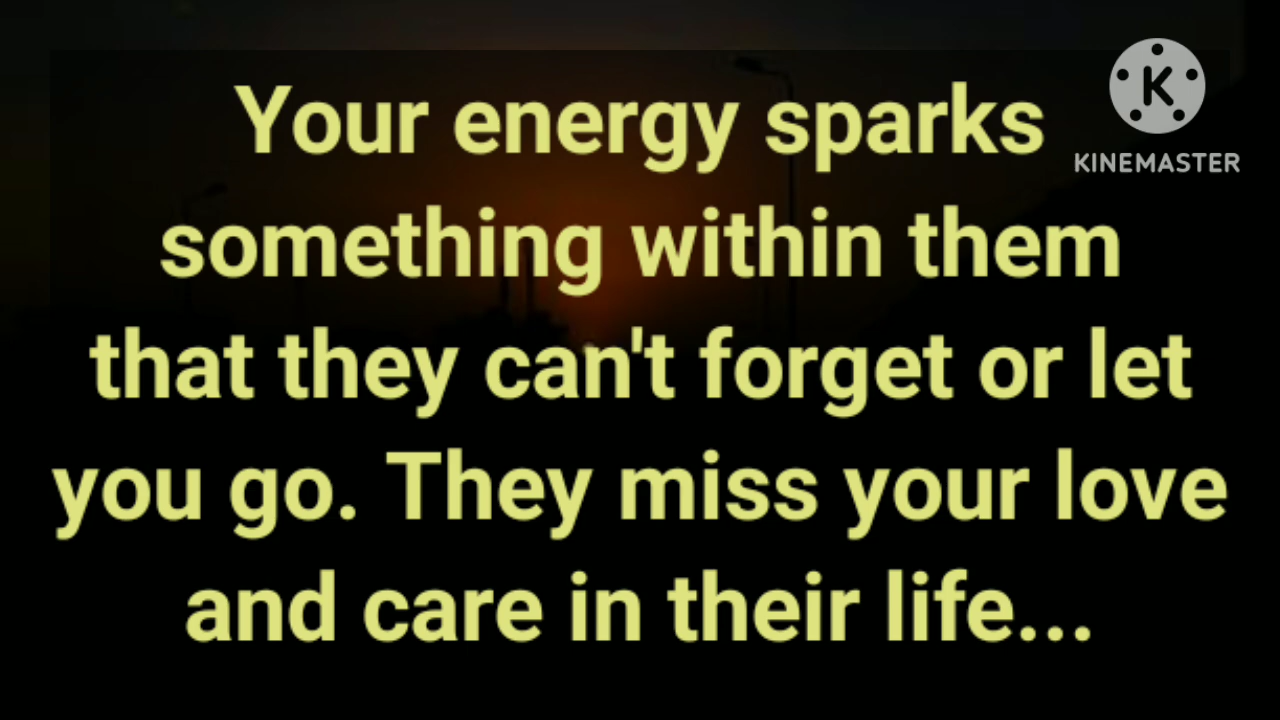 Your energy sparks
something within them
that they can't forget or let
you go. They miss your love
and care in their life...
K
KINEMASTER